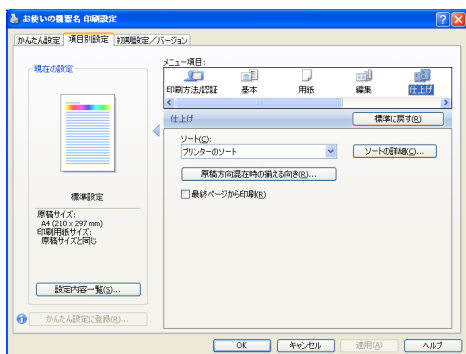 お使いの機器名 印刷設定
かんたん設定 項目別設定 初期設定／バージョン
現在の設定
メニュー項目:
印刷方法/認証 基本 用紙 編集 仕上げ
仕上げ 標準に戻す(R)
ソート(C):
プリンターのソート ソートの詳細(C)...
原稿方向混在時の揃える向き(R)...
最終ページから印刷(R)
標準設定
原稿サイズ:
A4 (210 x 297 mm)
印刷用紙サイズ:
原稿サイズと同じ
設定内容一覧(S)...
かんたん設定に登録(R)...
OK キャンセル 適用(A) ヘルプ